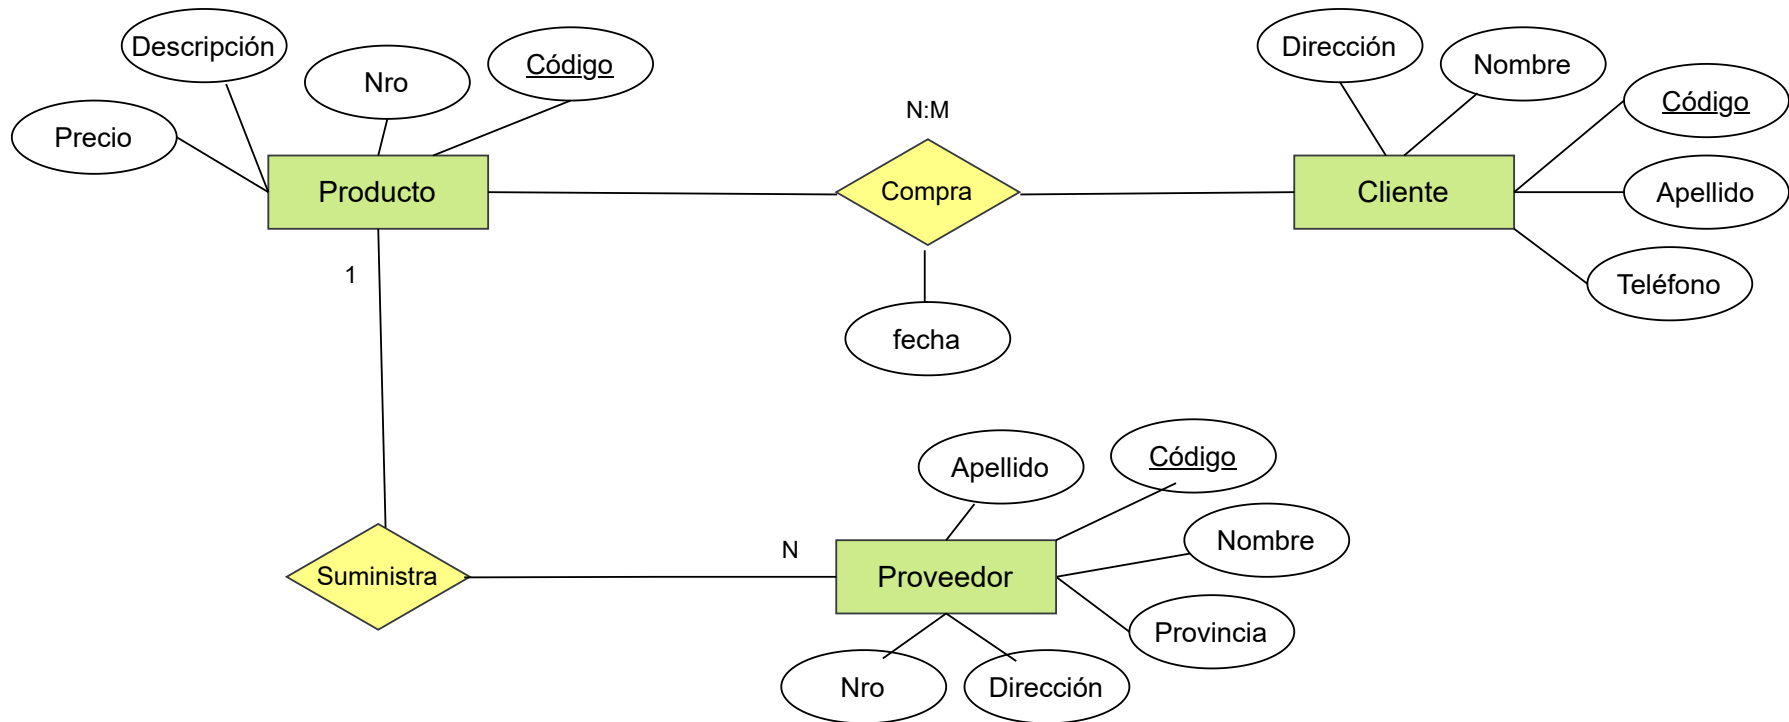 Descripción
Nro
Código
Precio
Producto
N:M
Compra
fecha
Dirección
Nombre
Código
Cliente
Apellido
Teléfono
1
Suministra
N
Apellido
Código
Nombre
Proveedor
Provincia
Nro
Dirección